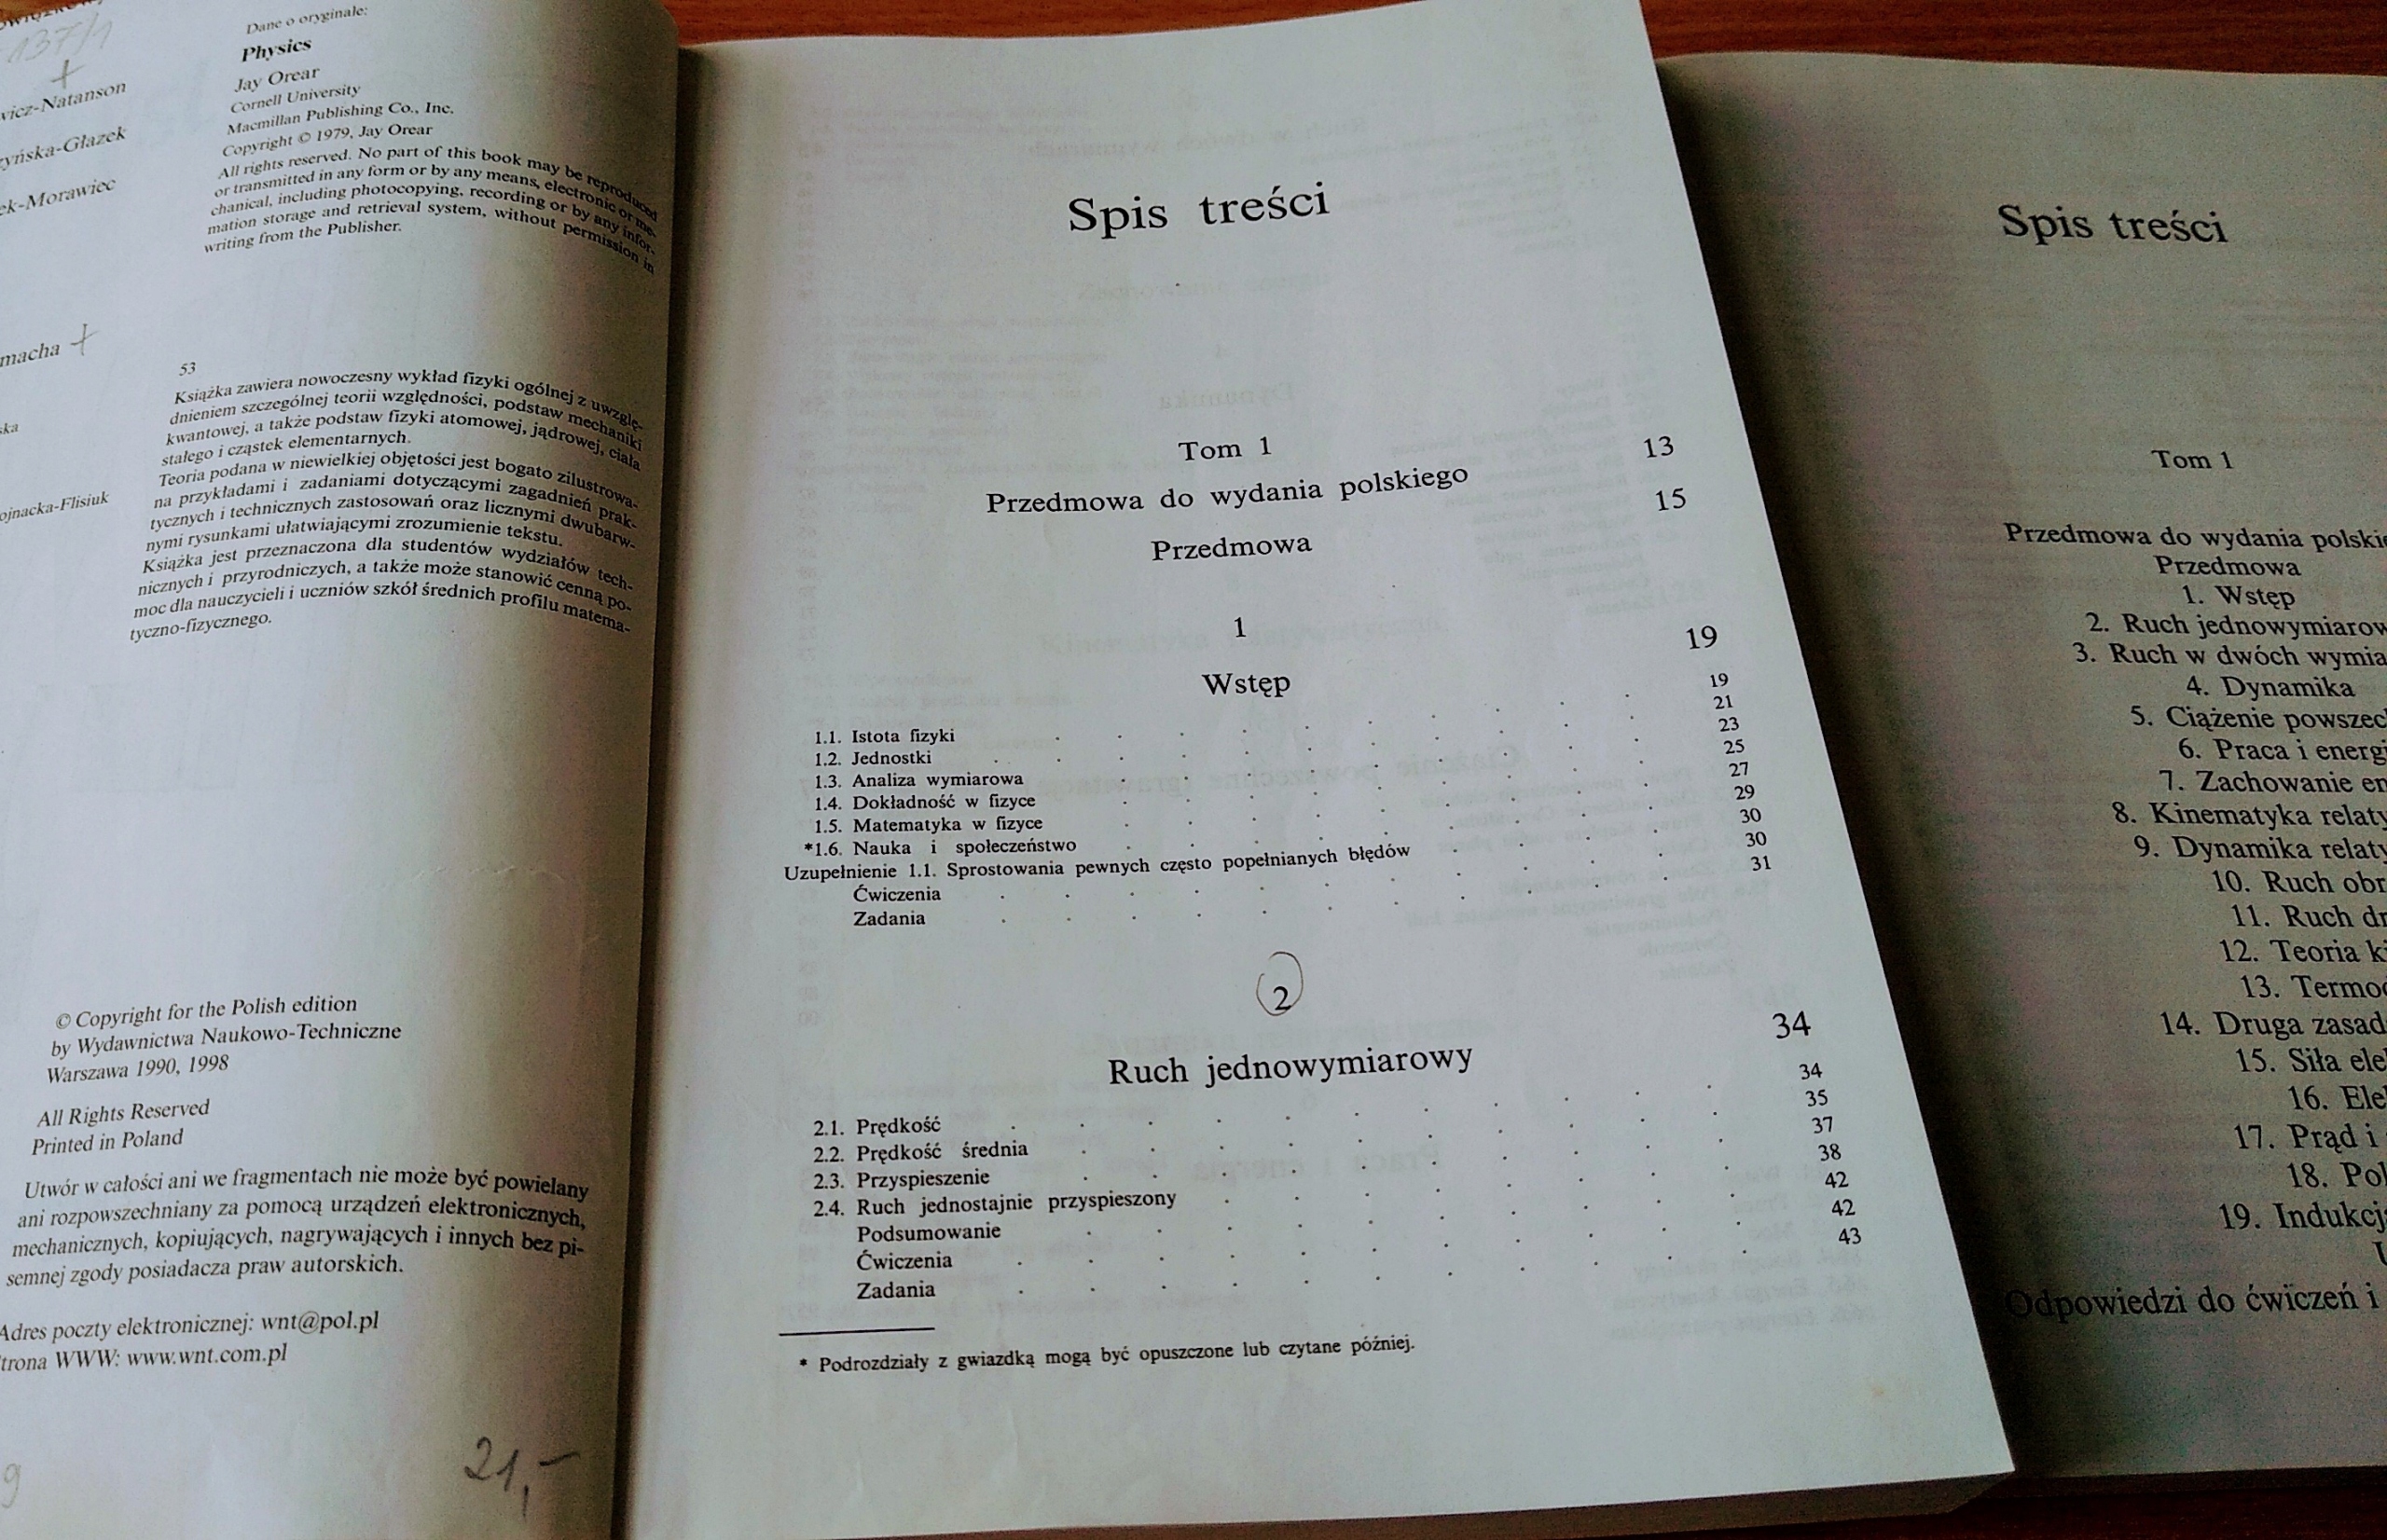 137/1
+
wicz-Natanson
yńska-Głazek
ek-Morawiec
macha +
ska
ojnacka-Flisiuk
Dane o oryginale:
Physics
Jay Orear
Cornell University
Macmillan Publishing Co., Inc.
Copyright © 1979, Jay Orear
All rights reserved. No part of this book may be reproduced
or transmitted in any form or by any means, electronic or me-
chanical, including photocopying, recording or by any infor-
mation storage and retrieval system, without permission in
writing from the Publisher.
53
Książka zawiera nowoczesny wykład fizyki ogólnej z uwzglę-
dnieniem szczególnej teorii względności, podstaw mechaniki
kwantowej, a także podstaw fizyki atomowej, jądrowej, ciała
stałego i cząstek elementarnych.
Teoria podana w niewielkiej objętości jest bogato zilustrowa-
na przykładami i zadaniami dotyczącymi zagadnień prak-
tycznych i technicznych zastosowań oraz licznymi dwubarw-
nymi rysunkami ułatwiającymi zrozumienie tekstu.
Książka jest przeznaczona dla studentów wydziałów tech-
nicznych i przyrodniczych, a także może stanowić cenną po-
moc dla nauczycieli i uczniów szkół średnich profilu matema-
tyczno-fizycznego.
© Copyright for the Polish edition
by Wydawnictwa Naukowo-Techniczne
Warszawa 1990, 1998
All Rights Reserved
Printed in Poland
Utwór w całości ani we fragmentach nie może być powielany
ani rozpowszechniany za pomocą urządzeń elektronicznych,
mechanicznych, kopiujących, nagrywających i innych bez pi-
semnej zgody posiadacza praw autorskich.
Adres poczty elektronicznej: wnt@pol.pl
trona WWW: www.wnt.com.pl
9
21,-
Spis treści
Tom 1
Przedmowa do wydania polskiego 13
Przedmowa 15
1
Wstęp 19
1.1. Istota fizyki 19
1.2. Jednostki 21
1.3. Analiza wymiarowa 23
1.4. Dokładność w fizyce 25
1.5. Matematyka w fizyce 27
*1.6. Nauka i społeczeństwo 29
Uzupełnienie 1.1. Sprostowania pewnych często popełnianych błędów 30
Ćwiczenia 30
Zadania 31
2
Ruch jednowymiarowy 34
2.1. Prędkość 34
2.2. Prędkość średnia 35
2.3. Przyspieszenie 37
2.4. Ruch jednostajnie przyspieszony 38
Podsumowanie 42
Ćwiczenia 42
Zadania 43
* Podrozdziały z gwiazdką mogą być opuszczone lub czytane później.
Spis treści
Tom 1
Przedmowa do wydania polskie
Przedmowa
1. Wstęp
2. Ruch jednowymiarow
3. Ruch w dwóch wymia
4. Dynamika
5. Ciążenie powszec
6. Praca i energi
7. Zachowanie en
8. Kinematyka relaty
9. Dynamika relaty
10. Ruch obr
11. Ruch dr
12. Teoria ki
13. Termo
14. Druga zasad
15. Siła ele
16. Ele
17. Prąd i
18. Pol
19. Indukcj
Odpowiedzi do ćwiczeń i